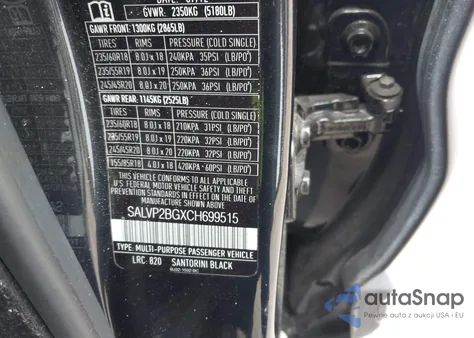 GVWR: 2350KG (5180LB)
GAWR FRONT: 1300KG (2865LB)
TIRES RIMS PRESSURE (COLD SINGLE)
235/60R18 8.0J x 18 240KPA 35PSI (LB/PO²)
235/55R19 8.0J x 19 250KPA 36PSI (LB/PO²)
245/45R20 8.0J x 20 250KPA 36PSI (LB/PO²)
GAWR REAR: 1145KG (2525LB)
TIRES RIMS PRESSURE (COLD SINGLE)
235/60R18 8.0J x 18 210KPA 31PSI (LB/PO²)
235/55R19 8.0J x 19 220KPA 32PSI (LB/PO²)
245/45R20 8.0J x 20 220KPA 32PSI (LB/PO²)
155/85R18 4.0J x 18 420KPA 60PSI (LB/PO²)
THIS VEHICLE CONFORMS TO ALL APPLICABLE
FEDERAL MOTOR VEHICLE SAFETY, BUMPER, AND THEFT
PREVENTION STANDARDS IN EFFECT ON THE
DATE OF MANUFACTURE SHOWN ABOVE
SALVP2BGXCH699515
TYPE: MULTI-PURPOSE PASSENGER VEHICLE
LRC: 820 SANTORINI BLACK
autoSnap
Pewne auta z aukcji w USA i Kanadzie